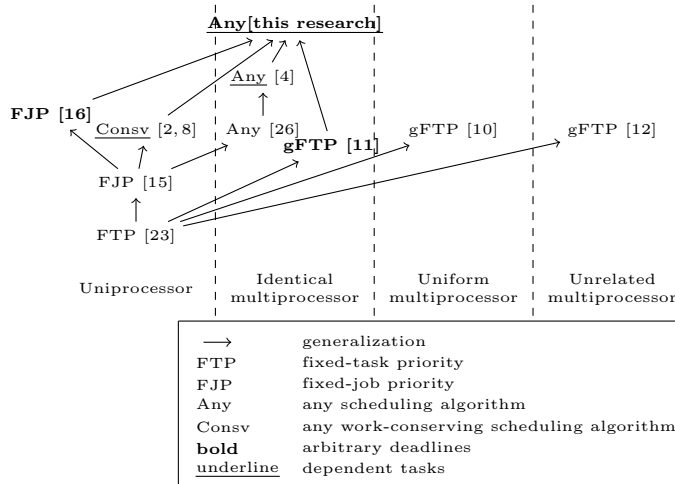 Any[this research]
Any [4]
FJP [16]
Consv [2, 8]
Any [26]
gFTP [11]
gFTP [10]
gFTP [12]
FJP [15]
FTP [23]
Uniprocessor
Identical
multiprocessor
Uniform
multiprocessor
Unrelated
multiprocessor
→ generalization
FTP fixed-task priority
FJP fixed-job priority
Any any scheduling algorithm
Consv any work-conserving scheduling algorithm
bold arbitrary deadlines
underline dependent tasks